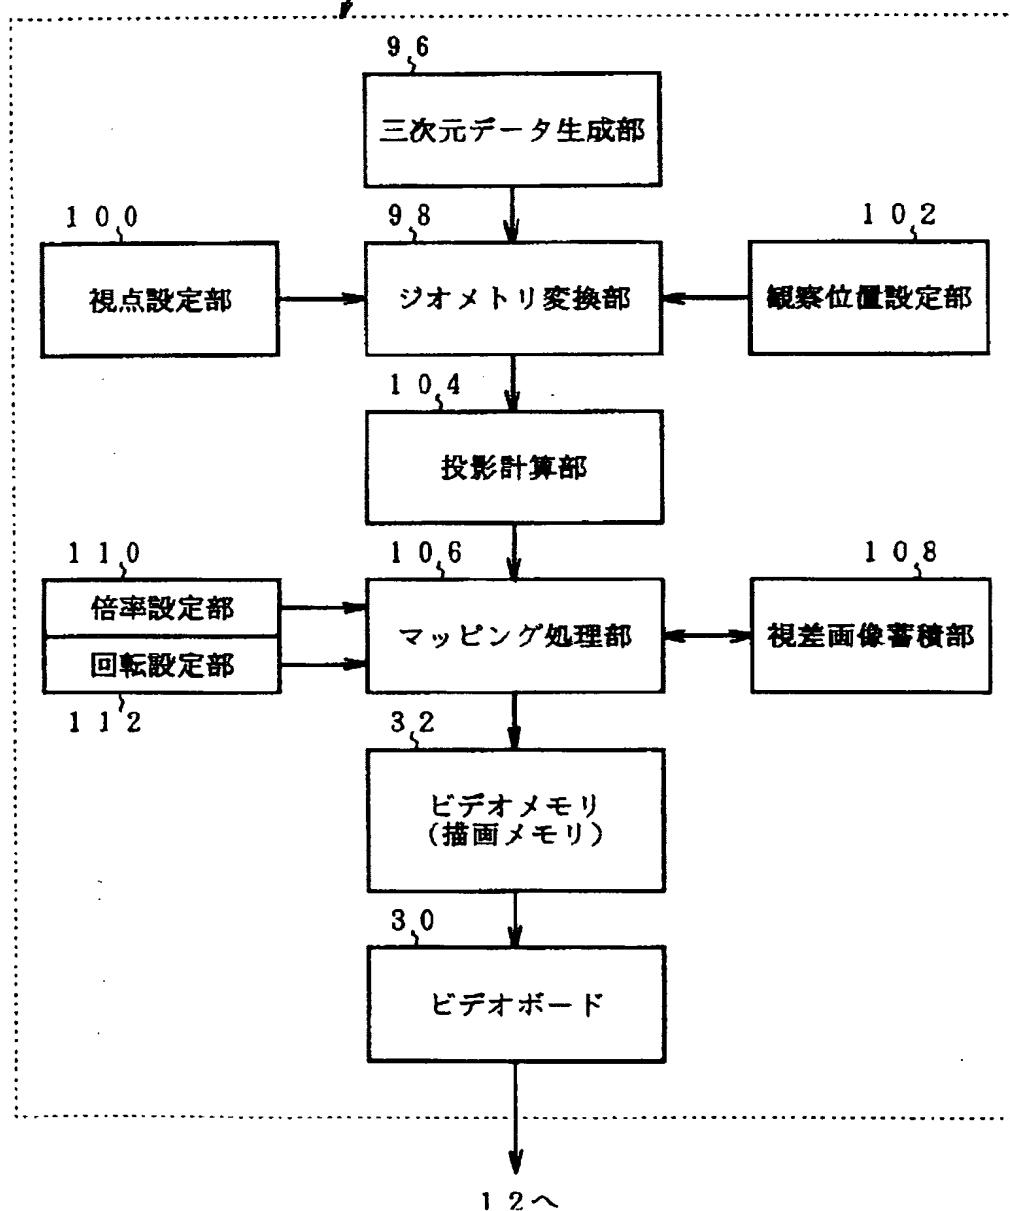 96
三次元データ生成部
100
98
102
視点設定部
ジオメトリ変換部
観察位置設定部
104
投影計算部
110
106
108
倍率設定部
マッピング処理部
視差画像蓄積部
回転設定部
112
32
ビデオメモリ
(描画メモリ)
30
ビデオボード
12へ